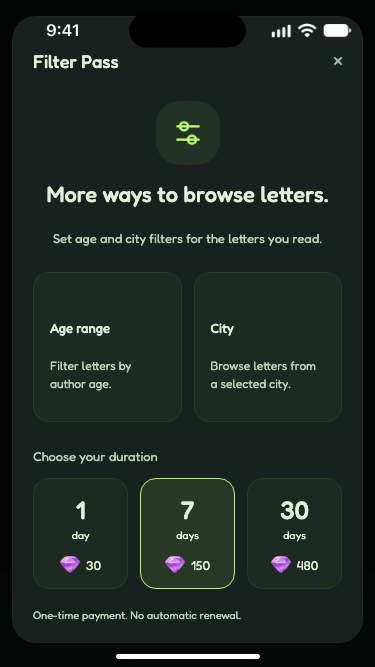 9:41
Filter Pass
×
More ways to browse letters.
Set age and city filters for the letters you read.
Age range
Filter letters by
author age.
City
Browse letters from
a selected city.
Choose your duration
1
day
30
7
days
150
30
days
480
One-time payment. No automatic renewal.